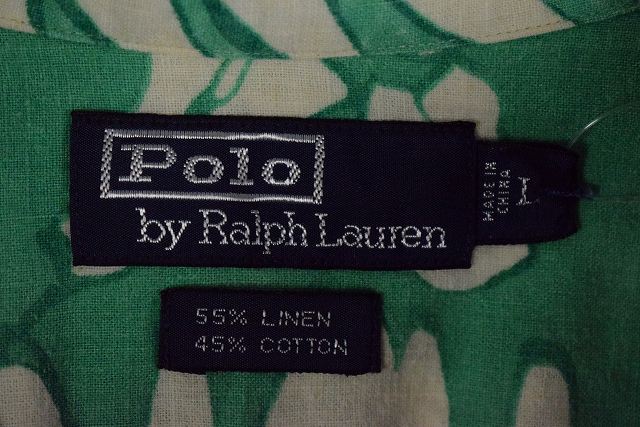 Polo
by Ralph Lauren
MADE IN
CHINA
L
55% LINEN
45% COTTON